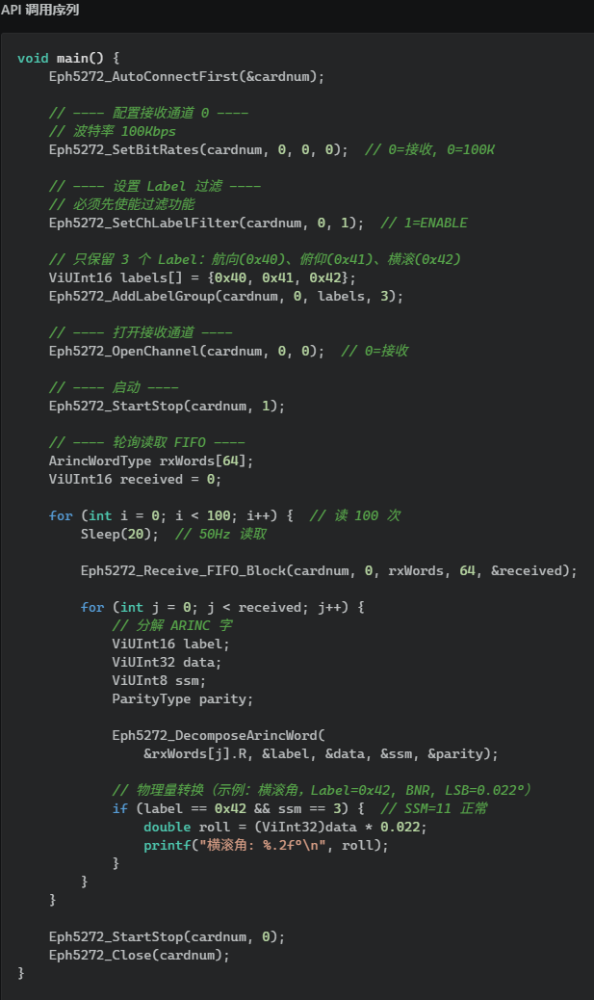 API 调用序列
void main() {
    Eph5272_AutoConnectFirst(&cardnum);
    // ---- 配置接收通道 0 ----
    // 波特率 100Kbps
    Eph5272_SetBitRates(cardnum, 0, 0, 0);  // 0=接收, 0=100K
    // ---- 设置 Label 过滤 ----
    // 必须先使能过滤功能
    Eph5272_SetChLabelFilter(cardnum, 0, 1);  // 1=ENABLE
    // 只保留 3 个 Label：航向(0x40)、俯仰(0x41)、横滚(0x42)
    ViUInt16 labels[] = {0x40, 0x41, 0x42};
    Eph5272_AddLabelGroup(cardnum, 0, labels, 3);
    // ---- 打开接收通道 ----
    Eph5272_OpenChannel(cardnum, 0, 0);  // 0=接收
    // ---- 启动 ----
    Eph5272_StartStop(cardnum, 1);
    // ---- 轮询读取 FIFO ----
    ArincWordType rxWords[64];
    ViUInt16 received = 0;
    for (int i = 0; i < 100; i++) {  // 读 100 次
        Sleep(20);  // 50Hz 读取
        Eph5272_Receive_FIFO_Block(cardnum, 0, rxWords, 64, &received);
        for (int j = 0; j < received; j++) {
            // 分解 ARINC 字
            ViUInt16 label;
            ViUInt32 data;
            ViUInt8 ssm;
            ParityType parity;
            Eph5272_DecomposeArincWord(
                &rxWords[j].R, &label, &data, &ssm, &parity);
            // 物理量转换（示例：横滚角，Label=0x42, BNR, LSB=0.022°）
            if (label == 0x42 && ssm == 3) {  // SSM=11 正常
                double roll = (ViInt32)data * 0.022;
                printf("横滚角: %.2f°\n", roll);
            }
        }
    }
    Eph5272_StartStop(cardnum, 0);
    Eph5272_Close(cardnum);
}